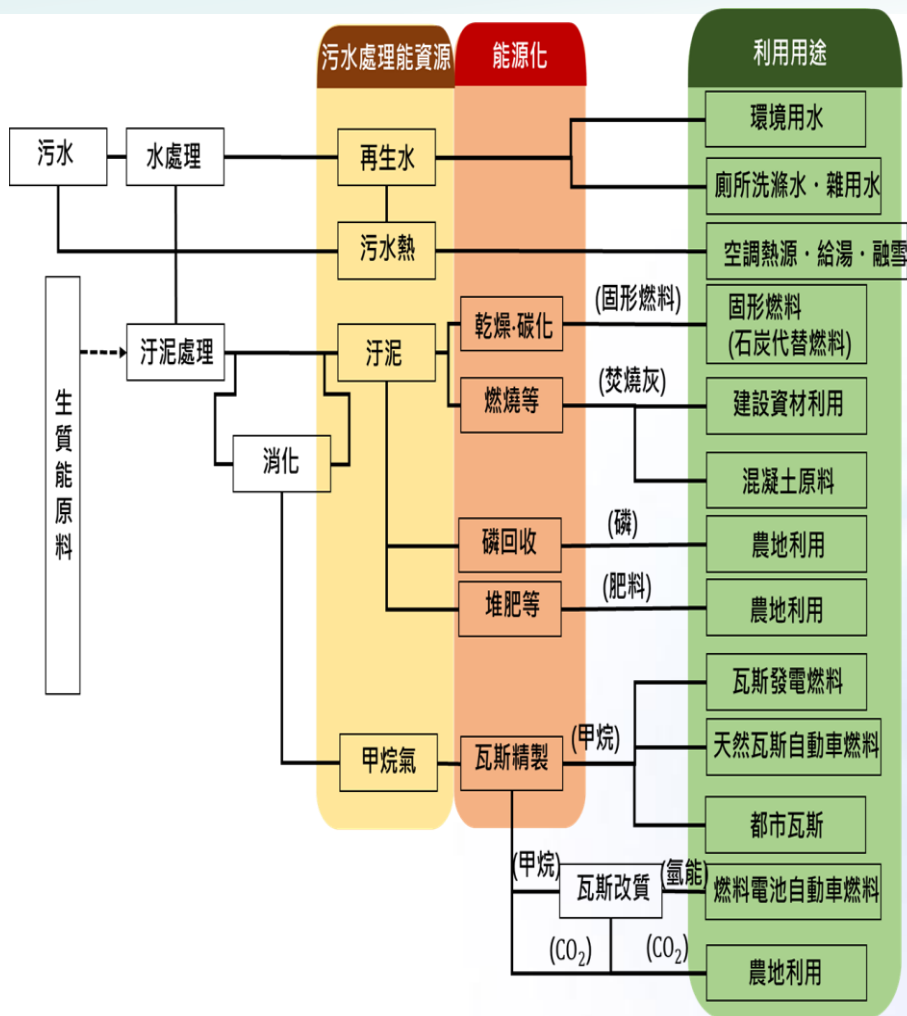 污水處理能資源
能源化
利用用途
環境用水
污水
水處理
再生水
廁所洗滌水·雜用水
污水熱
空調熱源·給湯·融雪
生質能原料
汙泥處理
汙泥
乾燥·碳化
(固形燃料)
固形燃料
(石炭代替燃料)
燃燒等
(焚燒灰)
建設資材利用
消化
混凝土原料
磷回收
(磷)
農地利用
堆肥等
(肥料)
農地利用
瓦斯發電燃料
甲烷氣
瓦斯精製
(甲烷)
天然瓦斯自動車燃料
都市瓦斯
(甲烷)
瓦斯改質
(氫能)
燃料電池自動車燃料
(CO₂)
(CO₂)
農地利用